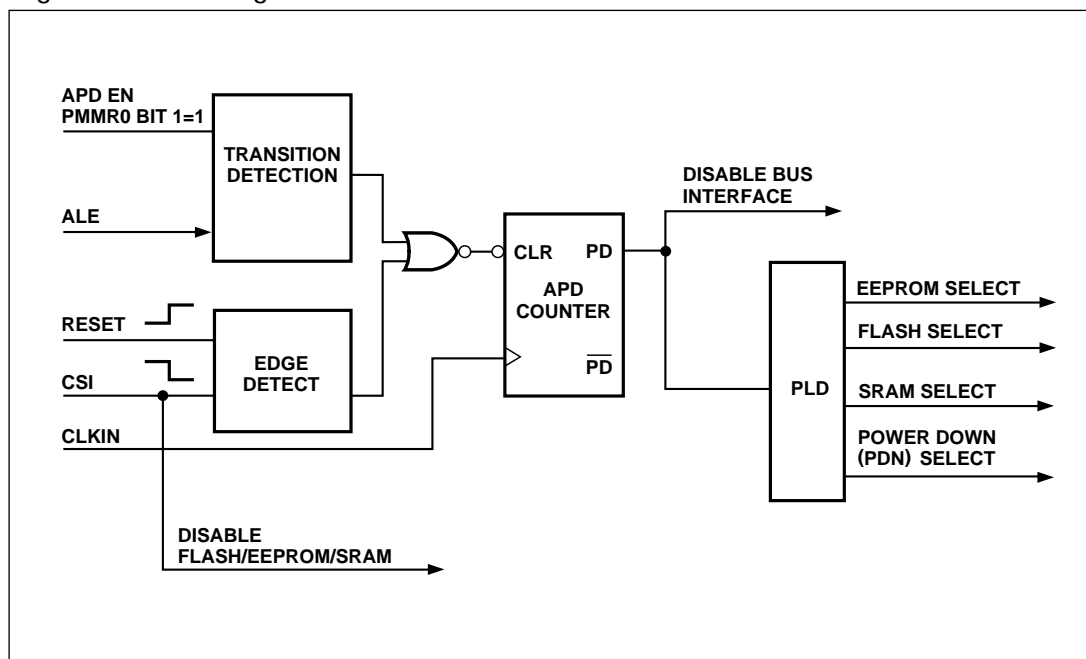 APD EN
PMMR0 BIT 1=1
TRANSITION
DETECTION
ALE
RESET
EDGE
DETECT
CSI
CLKIN
DISABLE
FLASH/EEPROM/SRAM
CLR
PD
APD
COUNTER
PD
DISABLE BUS
INTERFACE
PLD
EEPROM SELECT
FLASH SELECT
SRAM SELECT
POWER DOWN
(PDN) SELECT